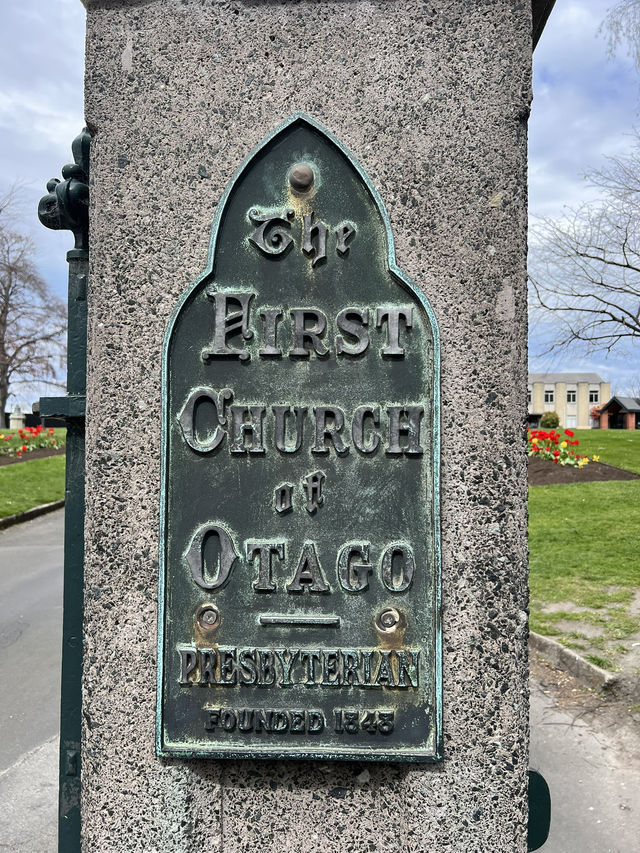 The
FIRST
CHURCH
of
OTAGO
PRESBYTERIAN
FOUNDED 1848